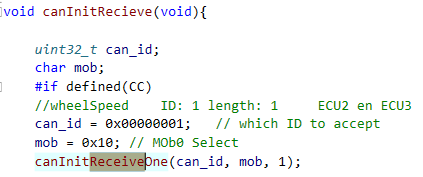 void canInitRecieve(void){
uint32_t can_id;
char mob;
#if defined(CC)
//wheelSpeed    ID: 1 length: 1     ECU2 en ECU3
can_id = 0x00000001;   // which ID to accept
mob = 0x10; // MOb0 Select
canInitReceiveOne(can_id, mob, 1);